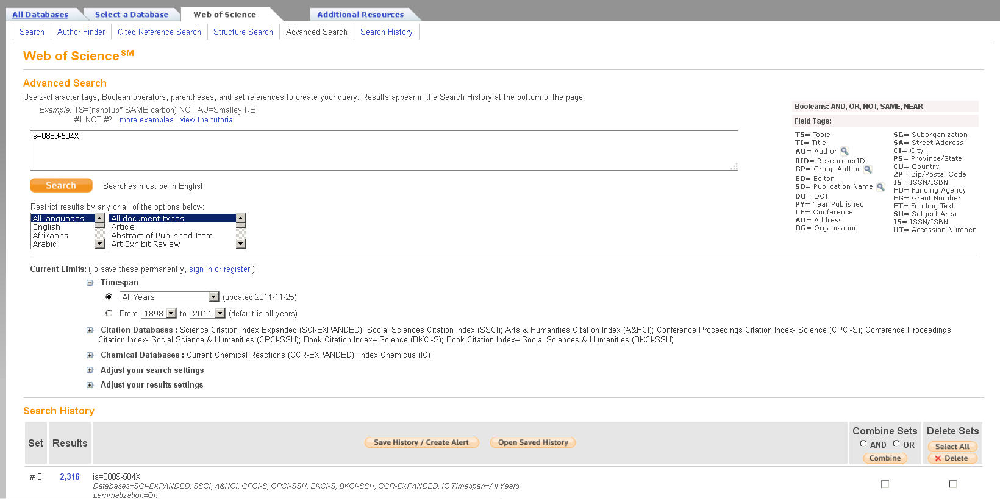 All Databases Select a Database Web of Science Additional Resources
Search Author Finder Cited Reference Search Structure Search Advanced Search Search History
Web of Science SM
Advanced Search
Use 2-character tags, Boolean operators, parentheses, and set references to create your query. Results appear in the Search History at the bottom of the page.
Example: TS=(nanotub* SAME carbon) NOT AU=Smalley RE
#1 NOT #2 more examples | view the tutorial
is=0889-504X
Search Searches must be in English
Restrict results by any or all of the options below:
All languages
English
Afrikaans
Arabic
All document types
Article
Abstract of Published Item
Art Exhibit Review
Booleans: AND, OR, NOT, SAME, NEAR
Field Tags:
TS= Topic
TI= Title
AU= Author
RID= ResearcherID
GP= Group Author
ED= Editor
SO= Publication Name
DO= DOI
PY= Year Published
CF= Conference
AD= Address
OG= Organization
SG= Suborganization
SA= Street Address
CI= City
PS= Province/State
CU= Country
ZP= Zip/Postal Code
IS= ISSN/ISBN
FO= Funding Agency
FG= Grant Number
FT= Funding Text
SU= Subject Area
IS= ISSN/ISBN
UT= Accession Number
Current Limits: (To save these permanently, sign in or register.)
Timespan
All Years (updated 2011-11-25)
From 1898 to 2011 (default is all years)
Citation Databases : Science Citation Index Expanded (SCI-EXPANDED); Social Sciences Citation Index (SSCI); Arts & Humanities Citation Index (A&HCI); Conference Proceedings Citation Index- Science (CPCI-S); Conference Proceedings
Citation Index- Social Science & Humanities (CPCI-SSH); Book Citation Index– Science (BKCI-S); Book Citation Index– Social Sciences & Humanities (BKCI-SSH)
Chemical Databases : Current Chemical Reactions (CCR-EXPANDED); Index Chemicus (IC)
Adjust your search settings
Adjust your results settings
Search History
Set Results Save History / Create Alert Open Saved History
Combine Sets
AND OR
Combine
Delete Sets
Select All
Delete
# 3 2,316 is=0889-504X
Databases=SCI-EXPANDED, SSCI, A&HCI, CPCI-S, CPCI-SSH, BKCI-S, BKCI-SSH, CCR-EXPANDED, IC Timespan=All Years
Lemmatization=On